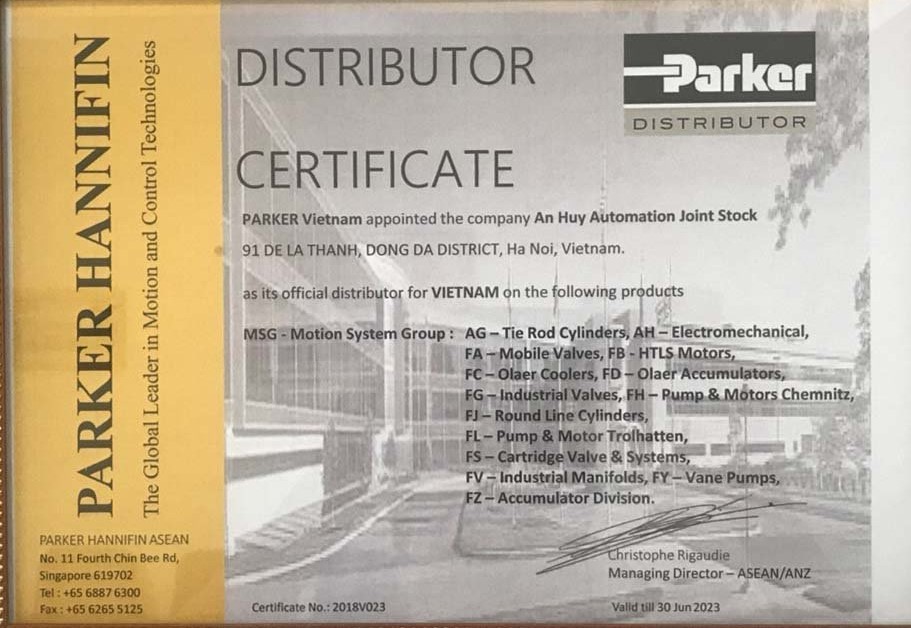 PARKER HANNIFIN
The Global Leader in Motion and Control Technologies
DISTRIBUTOR
CERTIFICATE
Parker
DISTRIBUTOR
PARKER Vietnam appointed the company An Huy Automation Joint Stock
91 DE LA THANH, DONG DA DISTRICT, Ha Noi, Vietnam.
as its official distributor for VIETNAM on the following products
MSG - Motion System Group : AG – Tie Rod Cylinders, AH – Electromechanical,
FA – Mobile Valves, FB - HTLS Motors,
FC – Olaer Coolers, FD – Olaer Accumulators,
FG – Industrial Valves, FH – Pump & Motors Chemnitz,
FJ – Round Line Cylinders,
FL – Pump & Motor Trolhatten,
FS – Cartridge Valve & Systems,
FV – Industrial Manifolds, FY – Vane Pumps,
FZ – Accumulator Division.
Christophe Rigaudie
Managing Director – ASEAN/ANZ
PARKER HANNIFIN ASEAN
No. 11 Fourth Chin Bee Rd,
Singapore 619702
Tel : +65 6887 6300
Fax : +65 6265 5125
Certificate No.: 2018V023
Valid till 30 Jun 2023